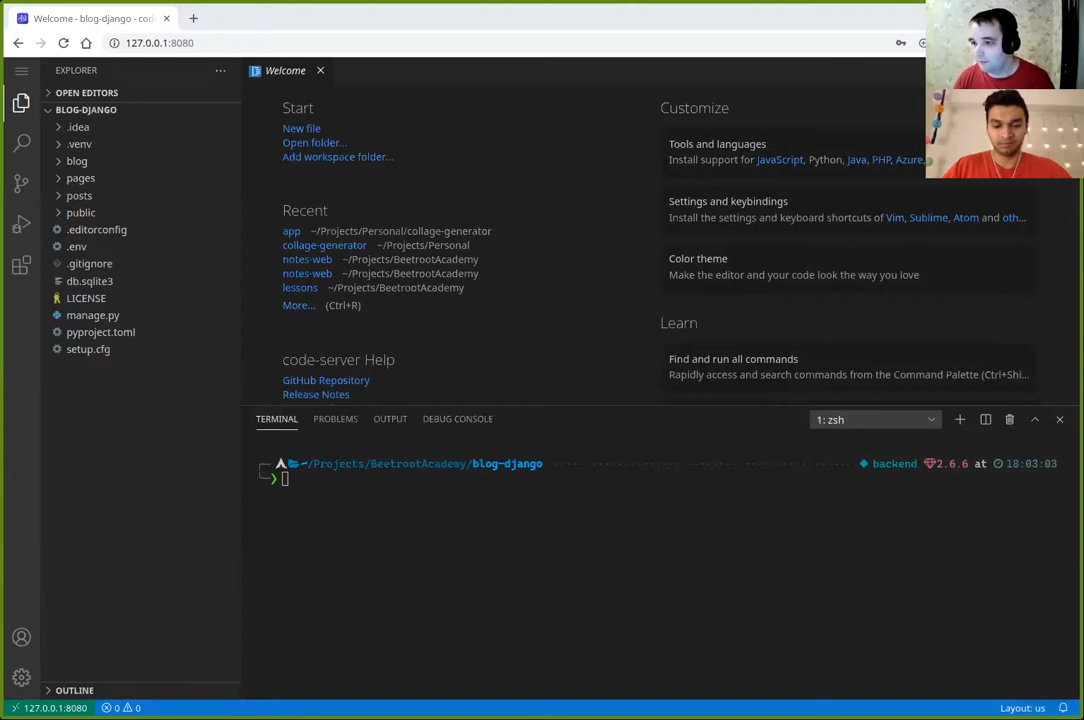 Welcome - blog-django - cod
127.0.0.1:8080
EXPLORER
OPEN EDITORS
BLOG-DJANGO
.idea
.venv
blog
pages
posts
public
.editorconfig
.env
.gitignore
db.sqlite3
LICENSE
manage.py
pyproject.toml
setup.cfg
OUTLINE
Welcome
Start
New file
Open folder...
Add workspace folder...
Recent
app ~/Projects/Personal/collage-generator
collage-generator ~/Projects/Personal
notes-web ~/Projects/BeetrootAcademy
notes-web ~/Projects/BeetrootAcademy
lessons ~/Projects/BeetrootAcademy
More... (Ctrl+R)
code-server Help
GitHub Repository
Release Notes
Customize
Tools and languages
Install support for JavaScript, Python, Java, PHP, Azure,
Settings and keybindings
Install the settings and keyboard shortcuts of Vim, Sublime, Atom and oth...
Color theme
Make the editor and your code look the way you love
Learn
Find and run all commands
Rapidly access and search commands from the Command Palette (Ctrl+Shi...
TERMINAL PROBLEMS OUTPUT DEBUG CONSOLE
1: zsh
~/Projects/BeetrootAcademy/blog-django backend 2.6.6 at 18:03:03
❯
127.0.0.1:8080 0 0 Layout: us